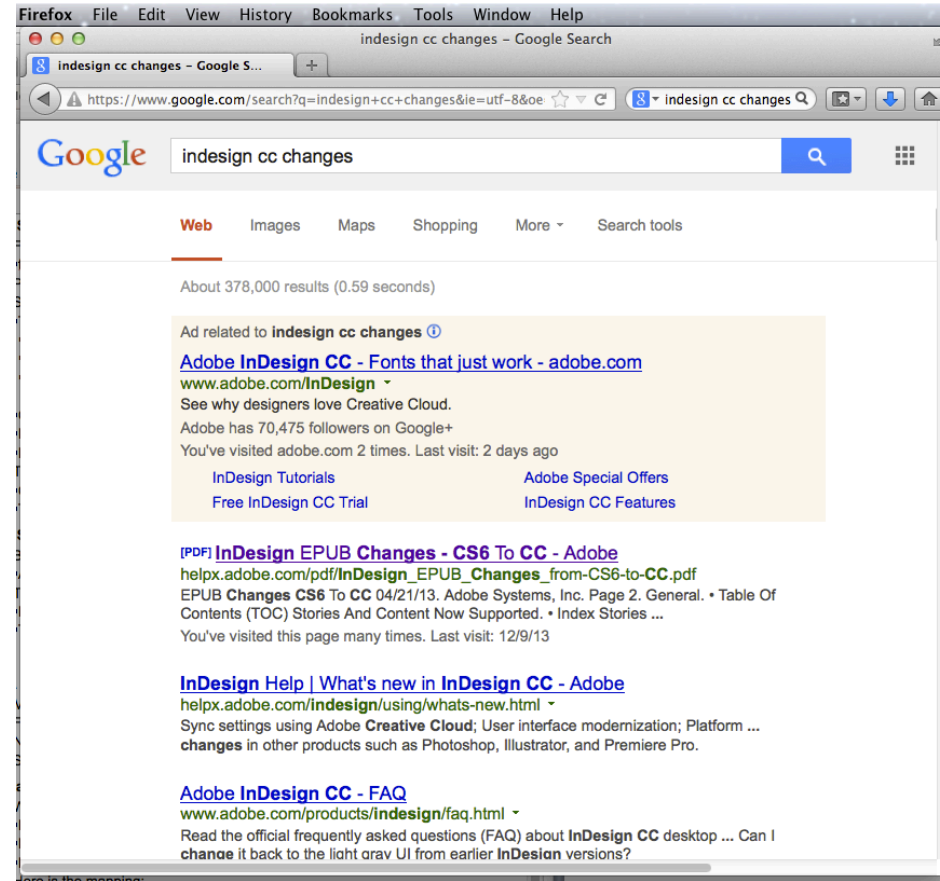 Firefox File Edit View History Bookmarks Tools Window Help
indesign cc changes – Google Search
indesign cc changes – Google S...
https://www.google.com/search?q=indesign+cc+changes&ie=utf-8&oe indesign cc changes
Google indesign cc changes
Web Images Maps Shopping More Search tools
About 378,000 results (0.59 seconds)
Ad related to indesign cc changes
Adobe InDesign CC - Fonts that just work - adobe.com
www.adobe.com/InDesign
See why designers love Creative Cloud.
Adobe has 70,475 followers on Google+
You've visited adobe.com 2 times. Last visit: 2 days ago
InDesign Tutorials Adobe Special Offers
Free InDesign CC Trial InDesign CC Features
[PDF] InDesign EPUB Changes - CS6 To CC - Adobe
helpx.adobe.com/pdf/InDesign_EPUB_Changes_from-CS6-to-CC.pdf
EPUB Changes CS6 To CC 04/21/13. Adobe Systems, Inc. Page 2. General. • Table Of
Contents (TOC) Stories And Content Now Supported. • Index Stories ...
You've visited this page many times. Last visit: 12/9/13
InDesign Help | What's new in InDesign CC - Adobe
helpx.adobe.com/indesign/using/whats-new.html
Sync settings using Adobe Creative Cloud; User interface modernization; Platform ...
changes in other products such as Photoshop, Illustrator, and Premiere Pro.
Adobe InDesign CC - FAQ
www.adobe.com/products/indesign/faq.html
Read the official frequently asked questions (FAQ) about InDesign CC desktop ... Can I
change it back to the light gray UI from earlier InDesign versions?
Here is the mapping: